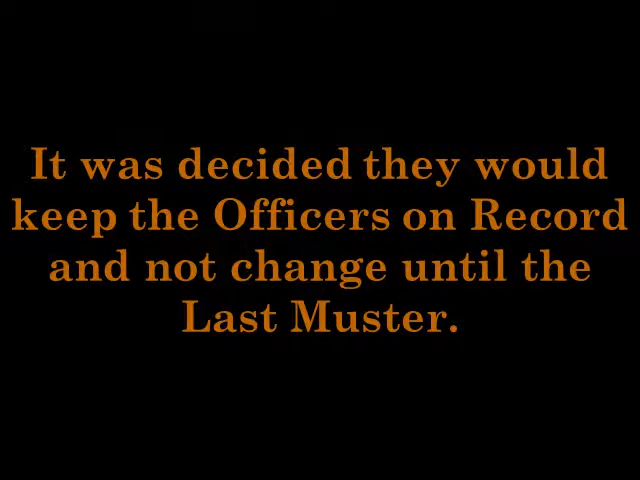 It was decided they would
keep the Officers on Record
and not change until the
Last Muster.